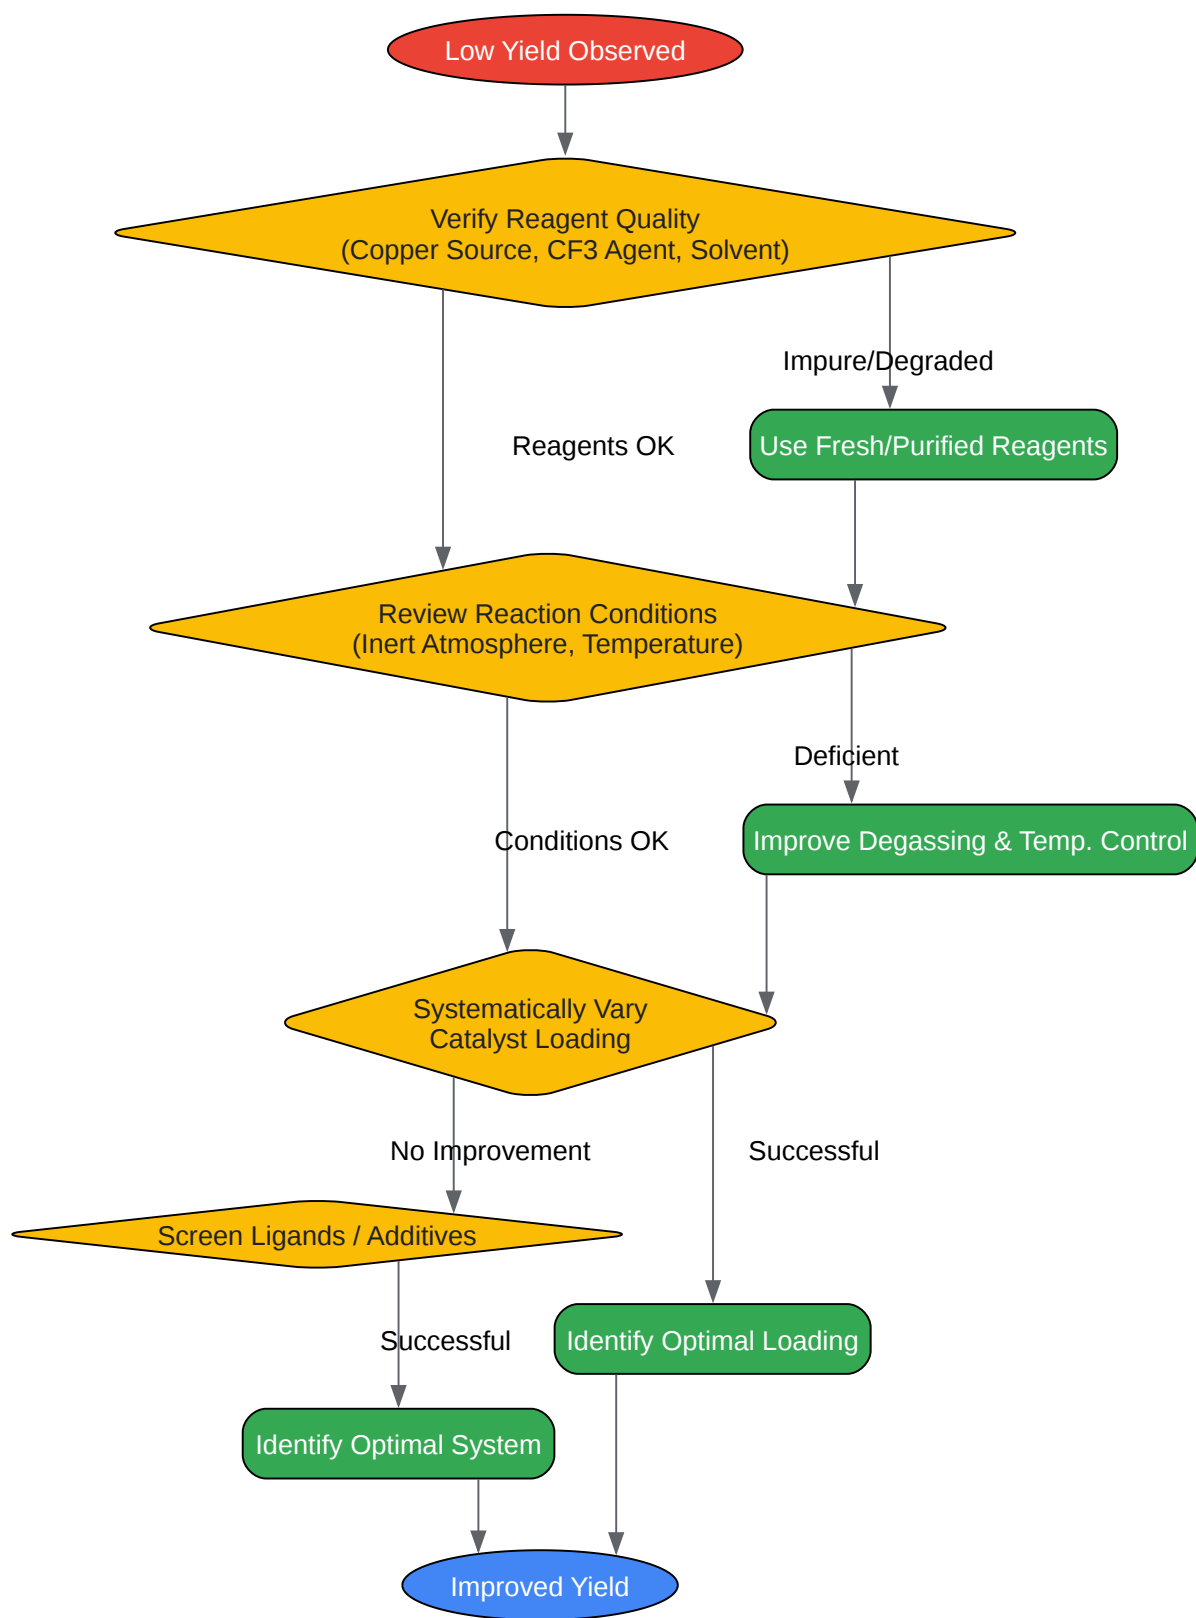 Low Yield Observed
Verify Reagent Quality
(Copper Source, CF3 Agent, Solvent)
Impure/Degraded
Reagents OK
Use Fresh/Purified Reagents
Review Reaction Conditions
(Inert Atmosphere, Temperature)
Deficient
Conditions OK
Improve Degassing & Temp. Control
Systematically Vary
Catalyst Loading
No Improvement
Successful
Screen Ligands / Additives
Successful
Identify Optimal Loading
Identify Optimal System
Improved Yield